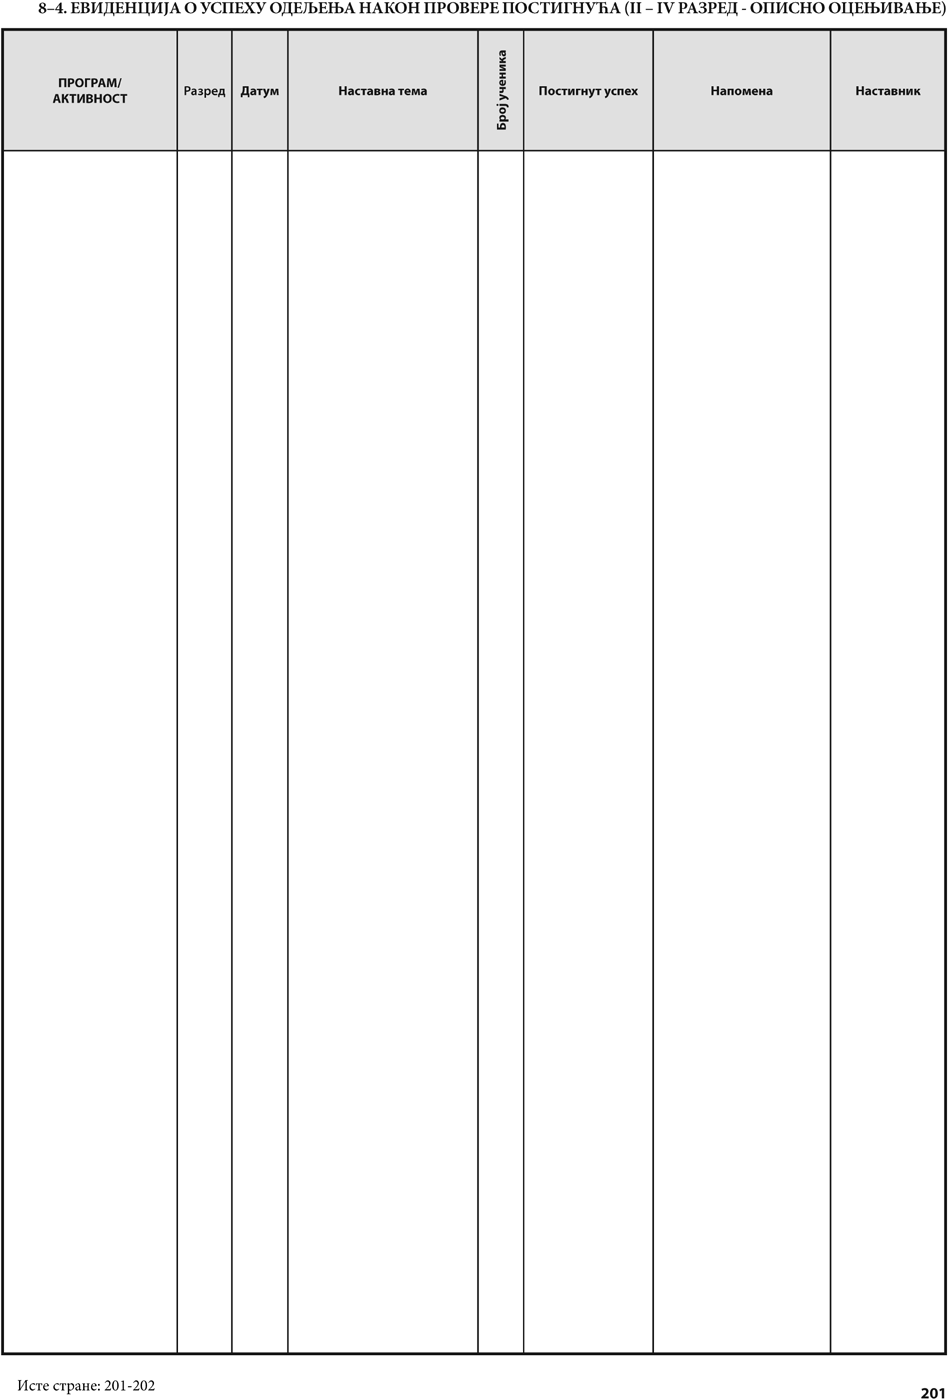 8–4. ЕВИДЕНЦИЈА О УСПЕХУ ОДЕЉЕЊА НАКОН ПРОВЕРЕ ПОСТИГНУЋА (II – IV РАЗРЕД - ОПИСНО ОЦЕЊИВАЊЕ)
ПРОГРАМ/
АКТИВНОСТ
Разред
Датум
Наставна тема
Број ученика
Постигнут успех
Напомена
Наставник
Исте стране: 201-202
201